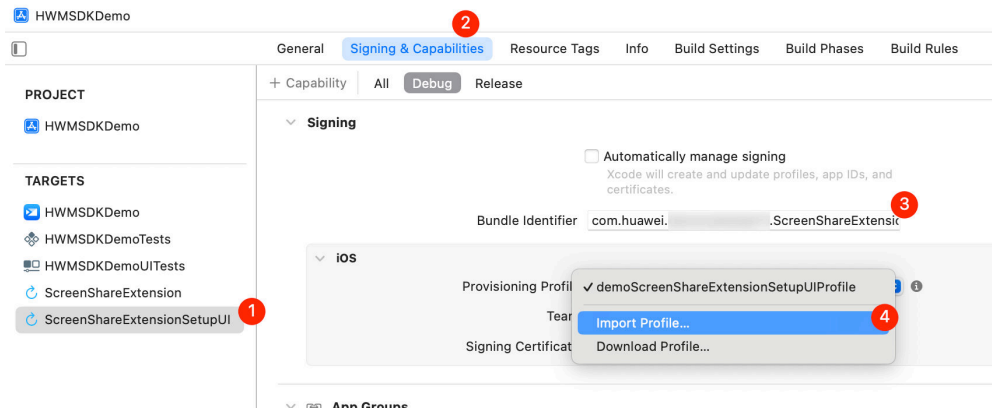 HWMSDKDemo
2
General Signing & Capabilities Resource Tags Info Build Settings Build Phases Build Rules
+ Capability All Debug Release
PROJECT
HWMSDKDemo
Signing
Automatically manage signing
Xcode will create and update profiles, app IDs, and
certificates.
TARGETS
HWMSDKDemo
HWMSDKDemoTests
HWMSDKDemoUITests
ScreenShareExtension
ScreenShareExtensionSetupUI 1
3
Bundle Identifier com.huawei. .ScreenShareExtensic
iOS
Provisioning Profil ✓ demoScreenShareExtensionSetupUIProfile
Tear Import Profile... 4
Signing Certificat Download Profile...
App Groups